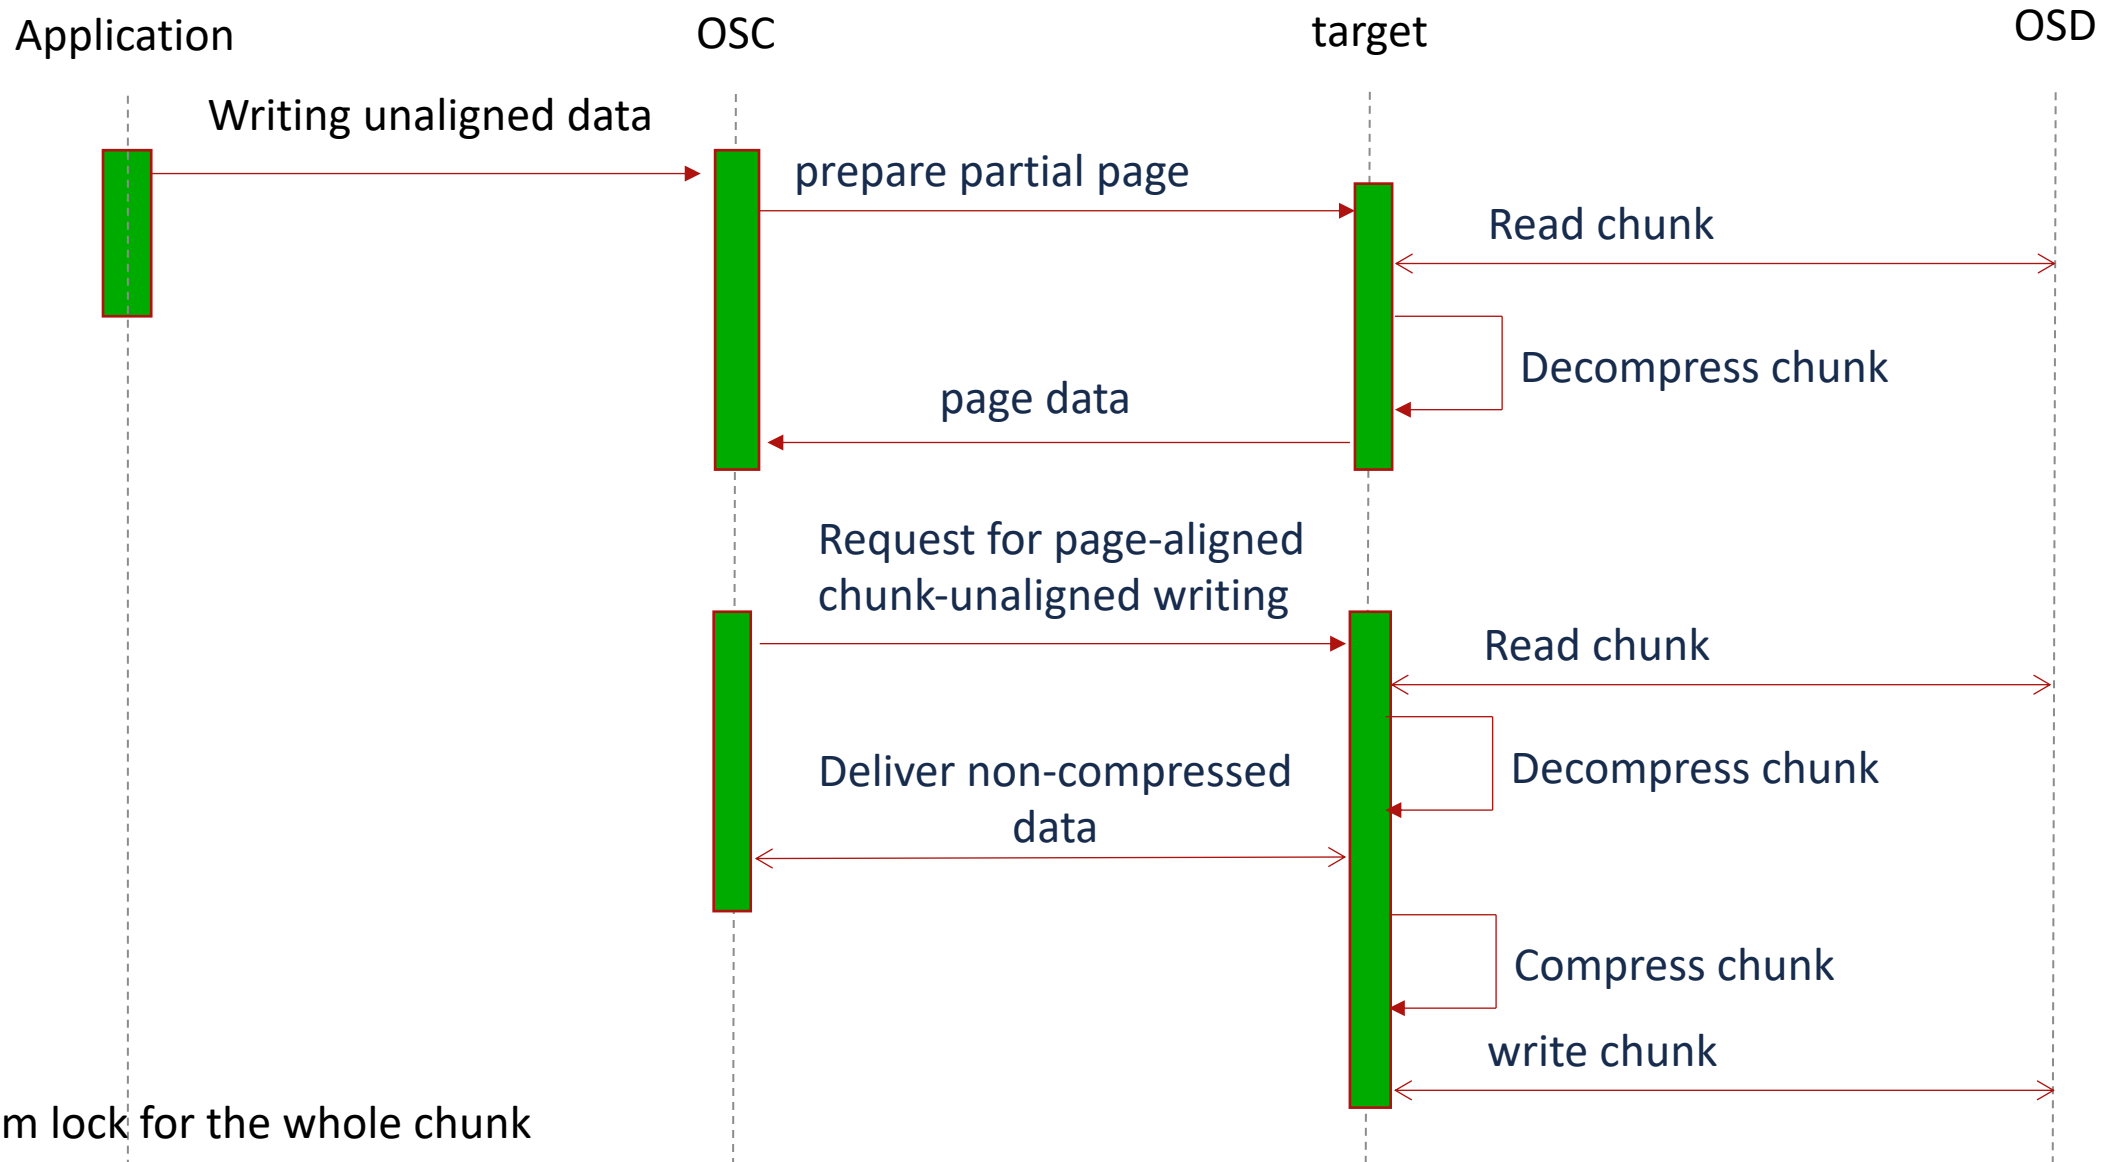 Application
OSC
target
OSD
Writing unaligned data
prepare partial page
Read chunk
Decompress chunk
page data
Request for page-aligned
chunk-unaligned writing
Read chunk
Decompress chunk
Deliver non-compressed
data
Compress chunk
write chunk
m lock for the whole chunk